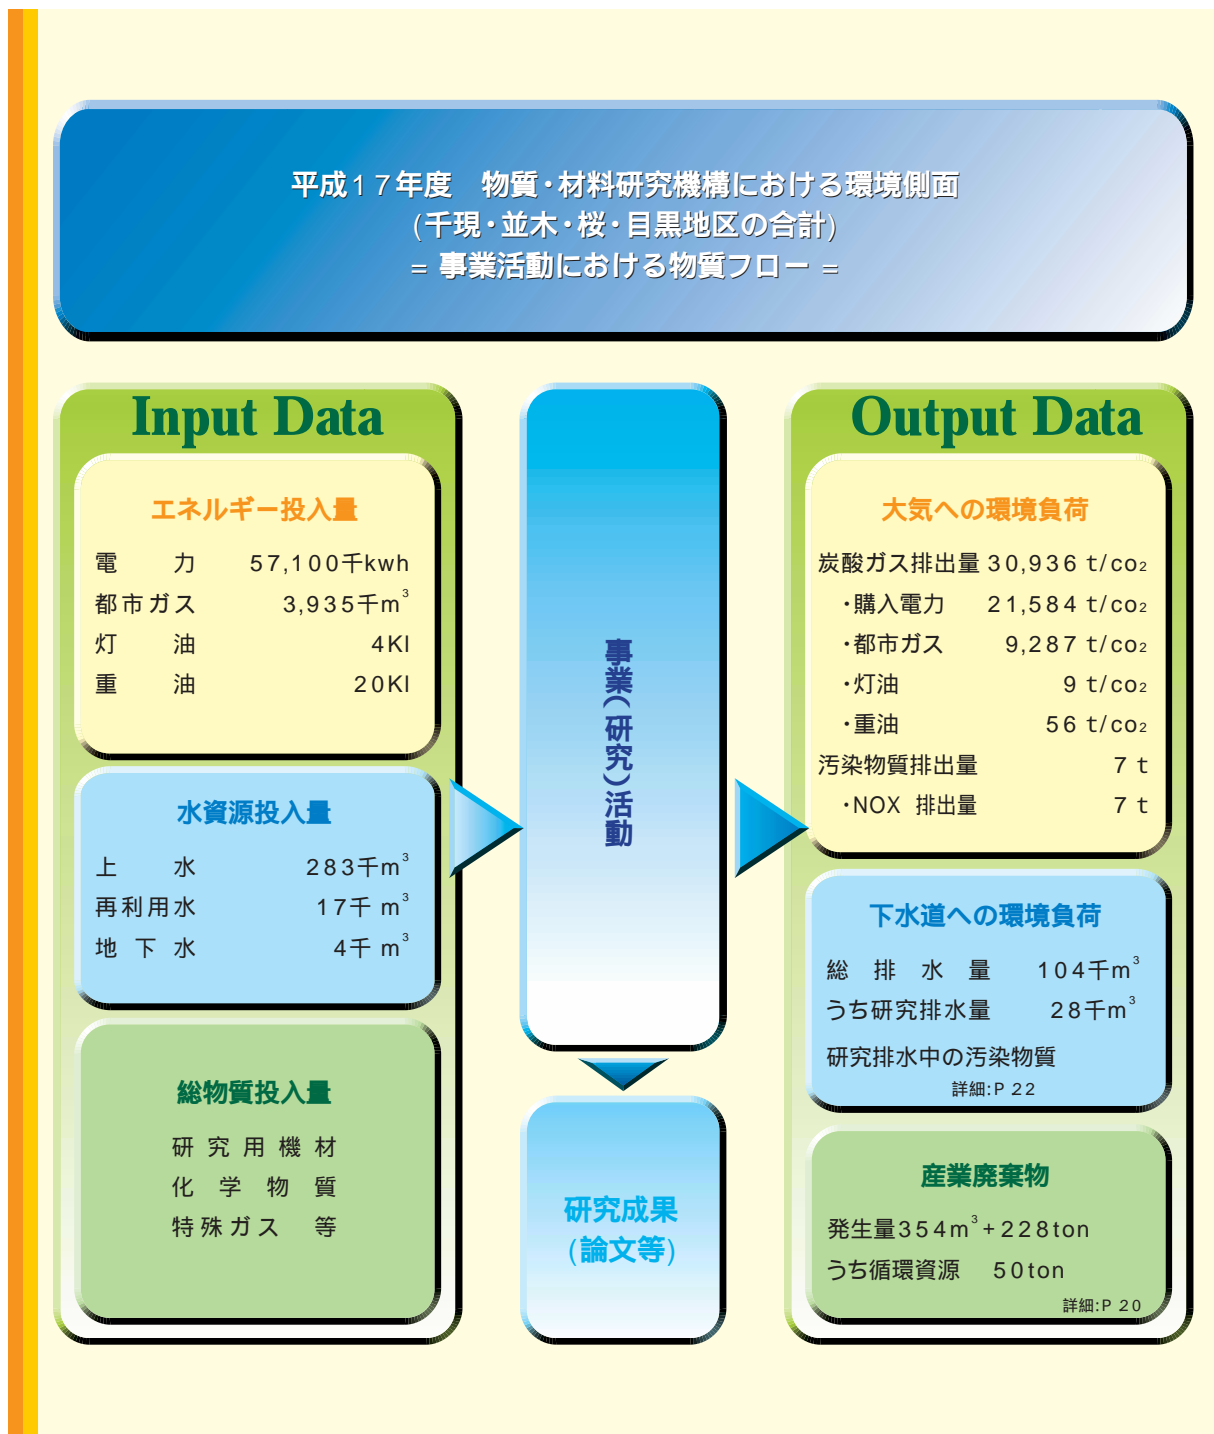 平成17年度　物質・材料研究機構における環境側面
(千現・並木・桜・目黒地区の合計)
= 事業活動における物質フロー =
Input Data
エネルギー投入量
電力 57,100千kwh
都市ガス 3,935千m³
灯油 4Kl
重油 20Kl
水資源投入量
上水 283千m³
再利用水 17千 m³
地下水 4千 m³
総物質投入量
研究用機材
化学物質
特殊ガス 等
事業(研究)活動
研究成果
(論文等)
Output Data
大気への環境負荷
炭酸ガス排出量 30,936 t/co₂
・購入電力 21,584 t/co₂
・都市ガス 9,287 t/co₂
・灯油 9 t/co₂
・重油 56 t/co₂
汚染物質排出量 7 t
・NOX 排出量 7 t
下水道への環境負荷
総排水量 104千m³
うち研究排水量 28千m³
研究排水中の汚染物質
詳細:P 22
産業廃棄物
発生量354m³+228ton
うち循環資源 50ton
詳細:P 20